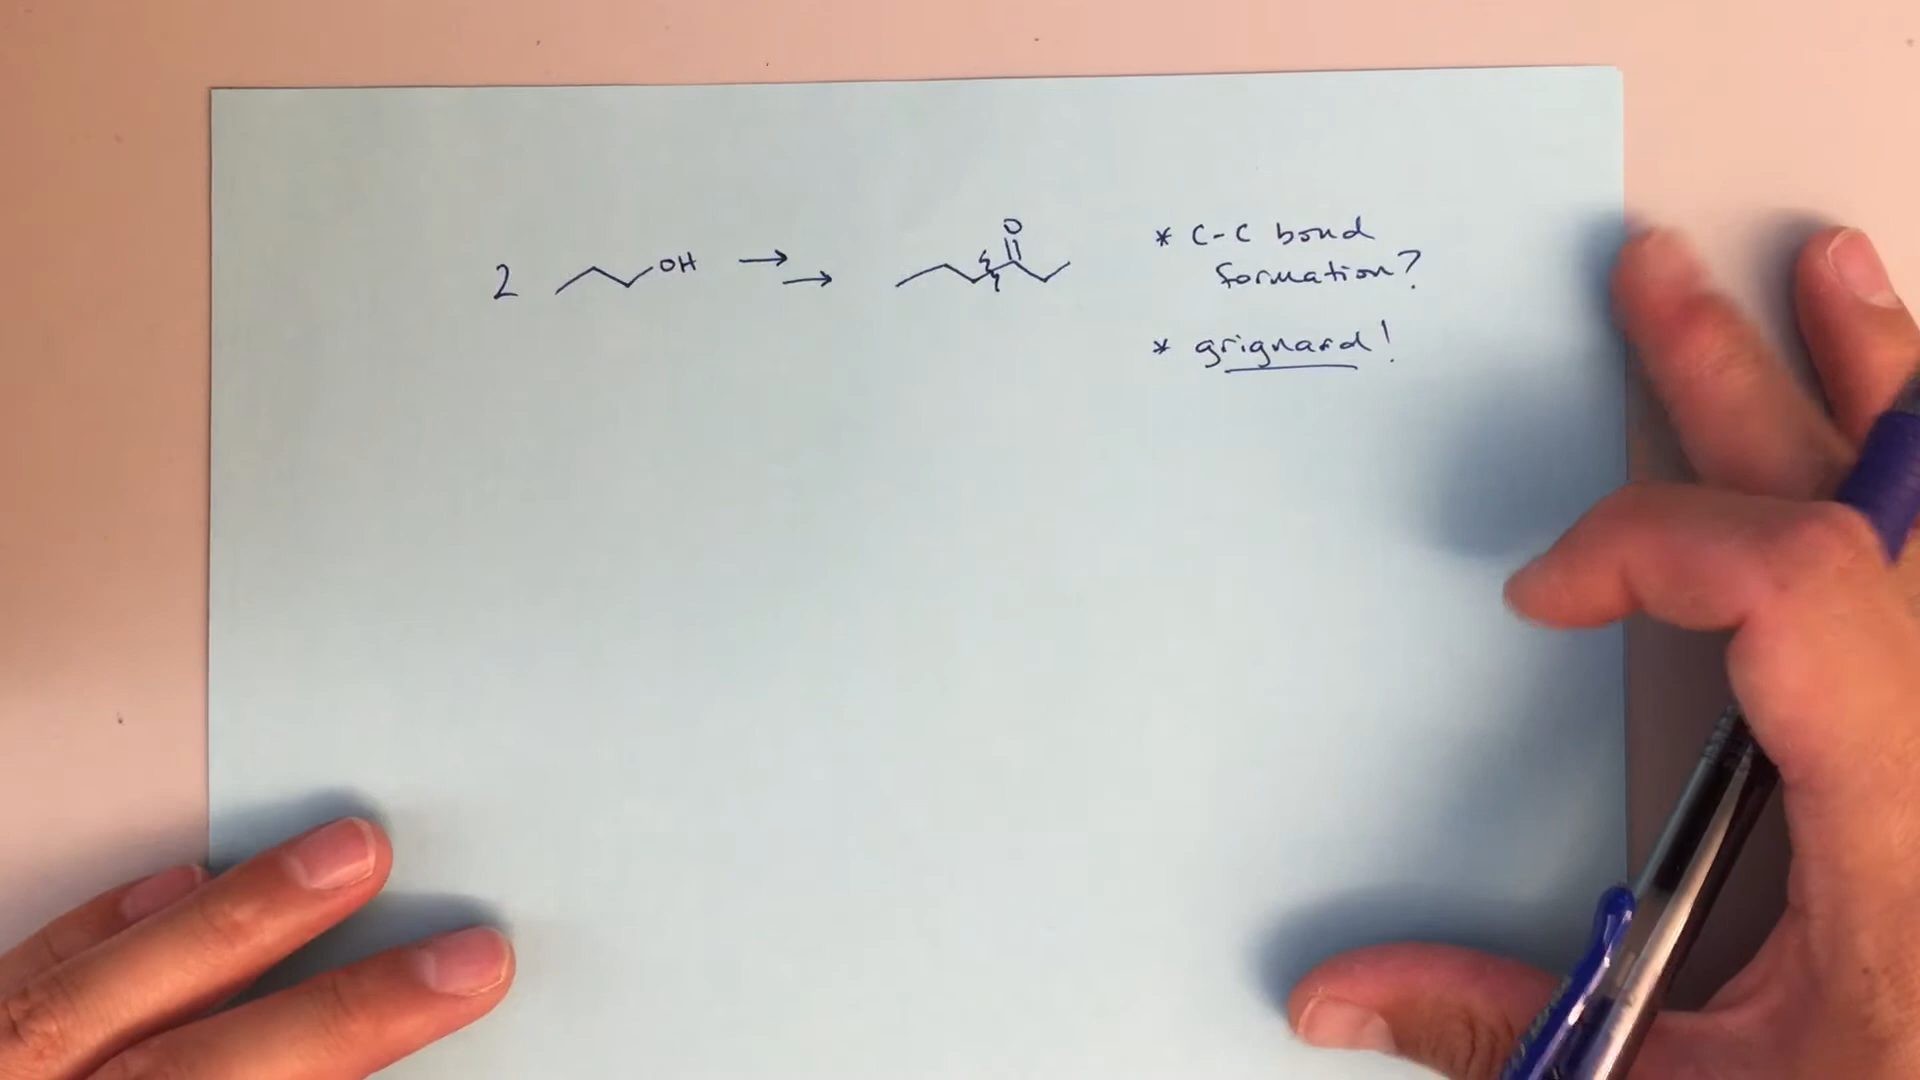 2 OH → → O
* C-C bond
formation?
* grignard!